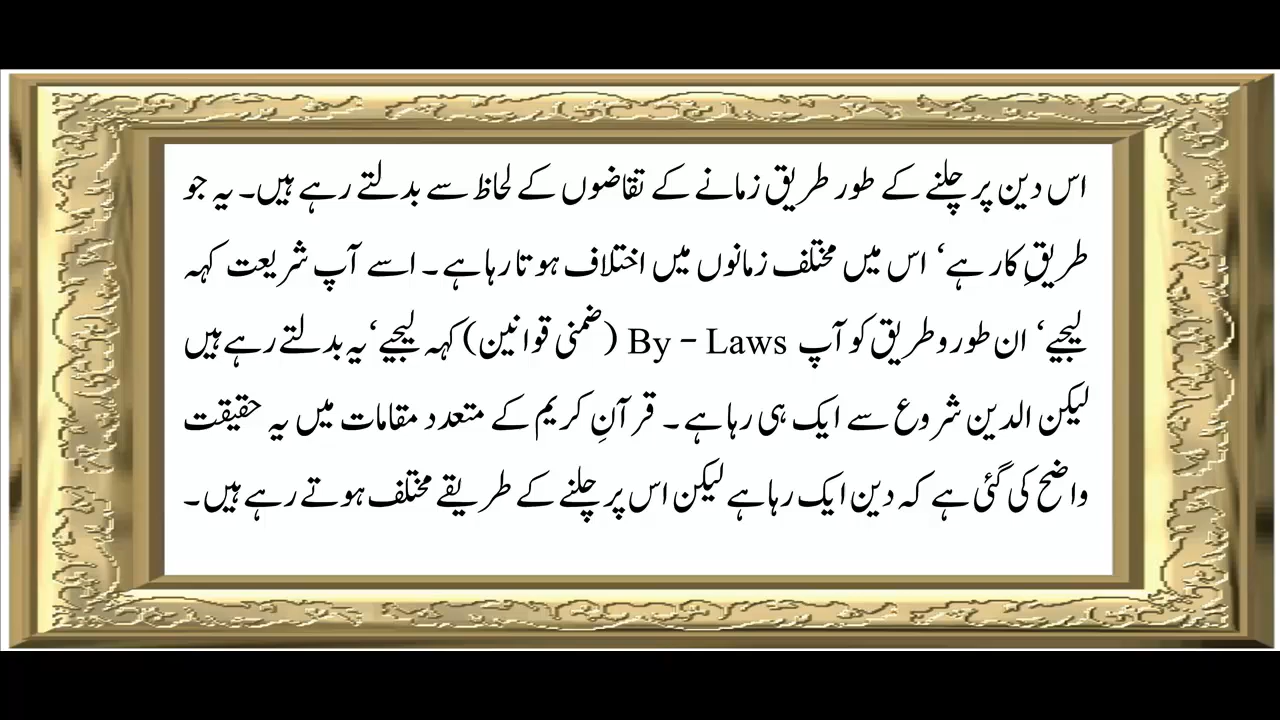 اس دین پر چلنے کے طور طریق زمانے کے تقاضوں کے لحاظ سے بدلتے رہے ہیں۔ یہ جو
طریقِ کار ہے‘ اس میں مختلف زمانوں میں اختلاف ہوتا رہا ہے۔ اسے آپ شریعت کہہ
لیجیے‘ ان طور و طریق کو آپ By – Laws (ضمنی قوانین) کہہ لیجیے‘ یہ بدلتے رہے ہیں
لیکن الدین شروع سے ایک ہی رہا ہے۔ قرآنِ کریم کے متعدد مقامات میں یہ حقیقت
واضح کی گئی ہے کہ دین ایک رہا ہے لیکن اس پر چلنے کے طریقے مختلف ہوتے رہے ہیں۔